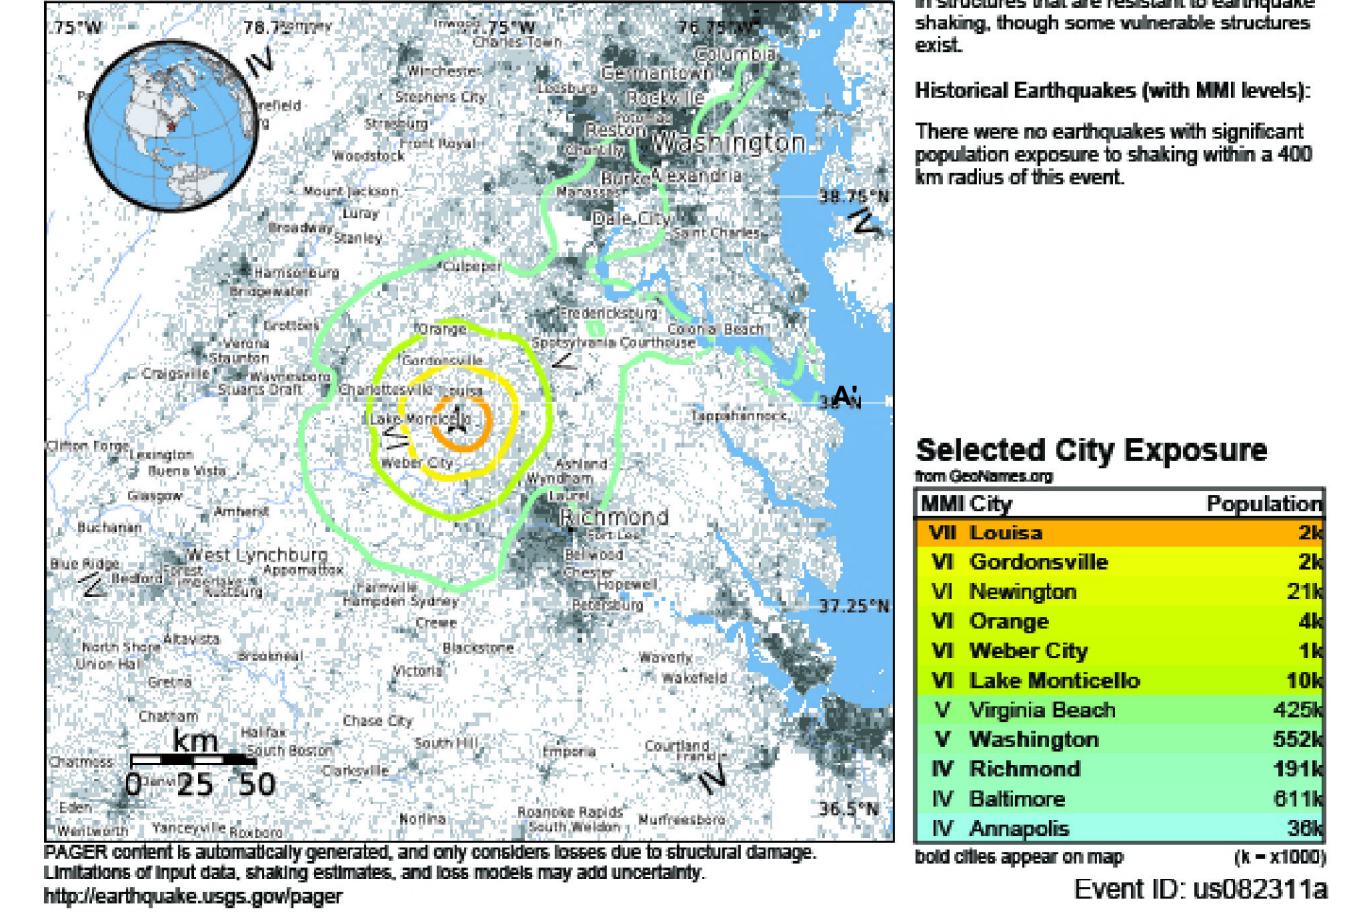 in structures that are resistant to earthquake
shaking, though some vulnerable structures
exist.
Historical Earthquakes (with MMI levels):
There were no earthquakes with significant
population exposure to shaking within a 400
km radius of this event.
.75°W
78.75°
75°W
76.75°W
IV
Charles Town
Columbia
Winchester
Germantown
Leesburg
Stephens City
Rockville
Strasburg
Potomac
Reston
Front Royal
Washington
Woodstock
Chantilly
Burke
Alexandria
Mount Jackson
Manassas
38.75°N
Luray
Dale City
IV
Broadway
Stanley
Saint Charles
Culpeper
Harrisonburg
Bridgewater
Fredericksburg
Grottoes
Orange
Colonial Beach
Verona
Spotsylvania Courthouse
Staunton
Gordonsville
V
Craigsville
Waynesboro
Stuarts Draft
Charlottesville
Louisa
A'
38°N
Lake Monticello
Tappahannock
VI
Clifton Forge
Lexington
Weber City
Ashland
Buena Vista
Wyndham
Glasgow
Laurel
Amherst
Richmond
Buchanan
Fort Lee
West Lynchburg
Bellwood
Blue Ridge
Forest
Appomattox
Chester
IV
Bedford
Timberlake
Rustburg
Farmville
Hopewell
Hampden Sydney
Petersburg
37.25°N
Crewe
Altavista
North Shore
Blackstone
Union Hall
Brookneal
Waverly
Victoria
Wakefield
Gretna
Chatham
Chase City
km
Halifax
South Hill
Courtland
South Boston
Emporia
Franklin
Chatmoss
Clarksville
IV
0 25 50
Eden
Roanoke Rapids
36.5°N
Norlina
Murfreesboro
Wentworth
Yanceyville
Roxboro
South Weldon
Selected City Exposure
from GeoNames.org
MMI City Population
VII Louisa 2k
VI Gordonsville 2k
VI Newington 21k
VI Orange 4k
VI Weber City 1k
VI Lake Monticello 10k
V Virginia Beach 425k
V Washington 552k
IV Richmond 191k
IV Baltimore 611k
IV Annapolis 36k
bold cities appear on map (k = x1000)
Event ID: us082311a
PAGER content is automatically generated, and only considers losses due to structural damage.
Limitations of input data, shaking estimates, and loss models may add uncertainty.
http://earthquake.usgs.gov/pager